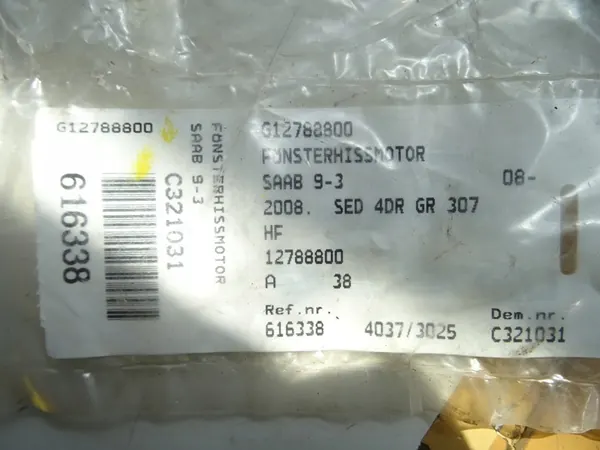 G12788800
616338
C321031
SAAB 9-3
FÖNSTERHISSMOTOR
G12788800
FÖNSTERHISSMOTOR
SAAB 9-3 08-
2008. SED 4DR GR 307
HF
12788800
A 38
Ref.nr. Dem.nr.
616338 4037/3025 C321031